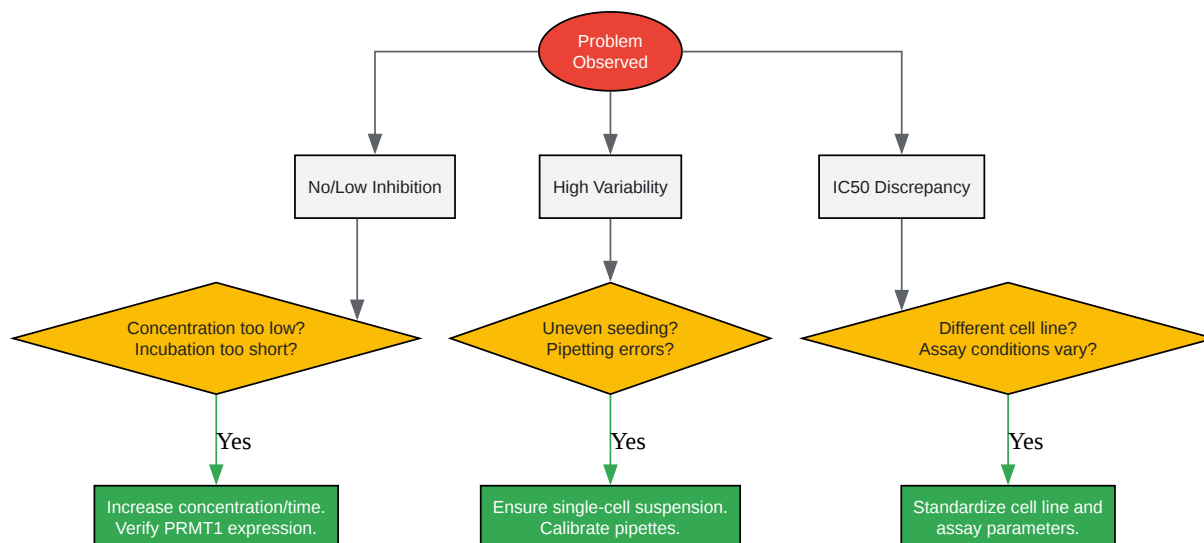 Problem
Observed
No/Low Inhibition
High Variability
IC50 Discrepancy
Concentration too low?
Incubation too short?
Uneven seeding?
Pipetting errors?
Different cell line?
Assay conditions vary?
Yes
Yes
Yes
Increase concentration/time.
Verify PRMT1 expression.
Ensure single-cell suspension.
Calibrate pipettes.
Standardize cell line and
assay parameters.